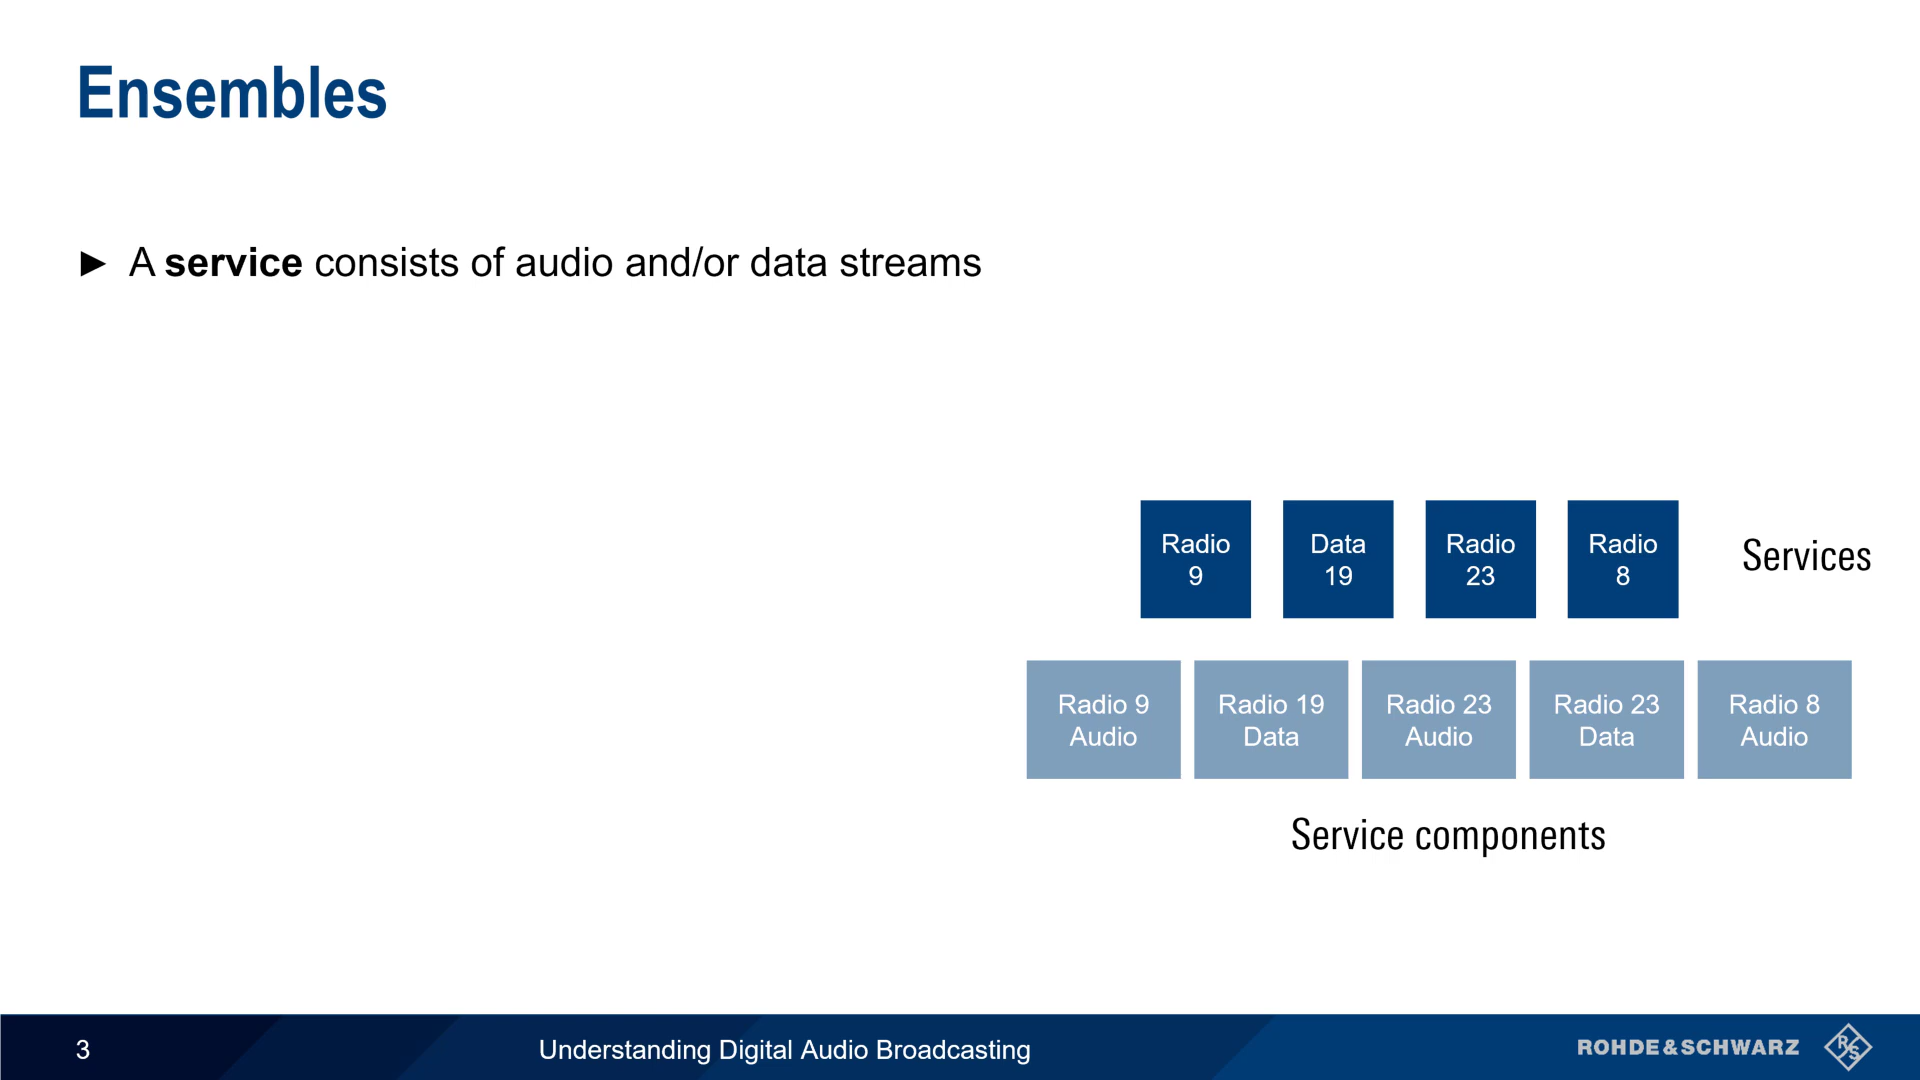 Ensembles
► A service consists of audio and/or data streams
Radio 9
Data 19
Radio 23
Radio 8
Services
Radio 9 Audio
Radio 19 Data
Radio 23 Audio
Radio 23 Data
Radio 8 Audio
Service components
3
Understanding Digital Audio Broadcasting
ROHDE&SCHWARZ
R&S